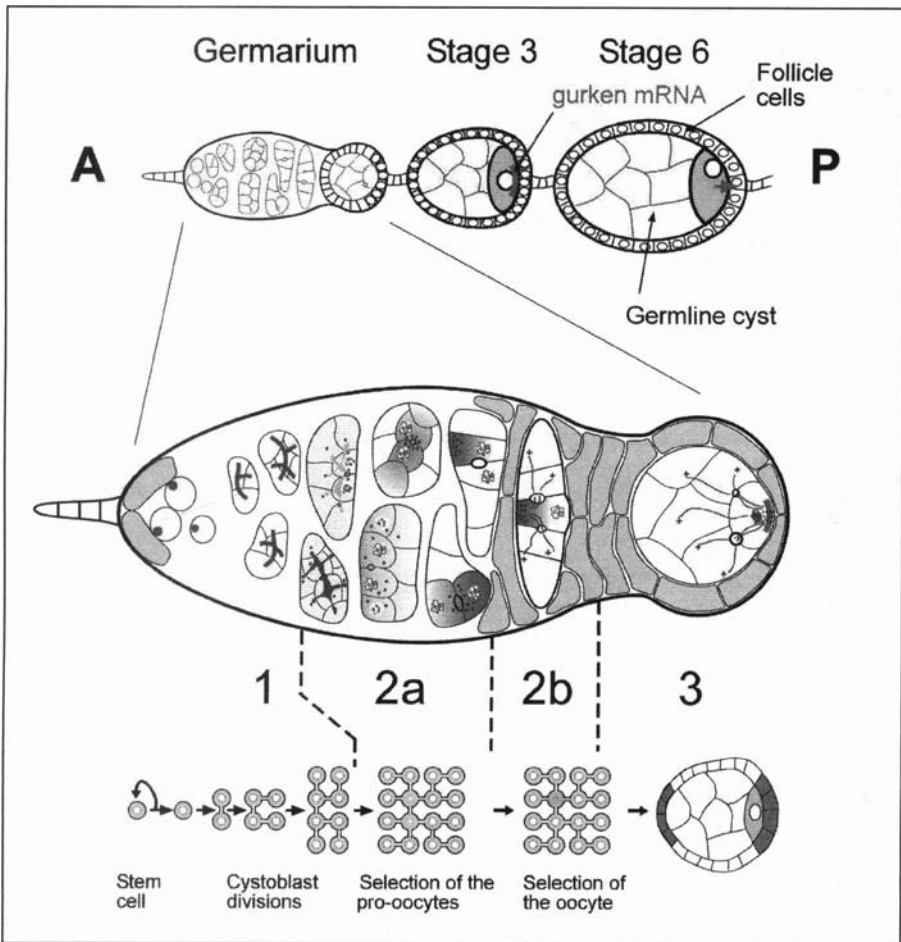 Germarium Stage 3 Stage 6
Follicle
cells
gurken mRNA
A P
Germline cyst
1 2a 2b 3
Stem
cell
Cystoblast
divisions
Selection of the
pro-oocytes
Selection of
the oocyte